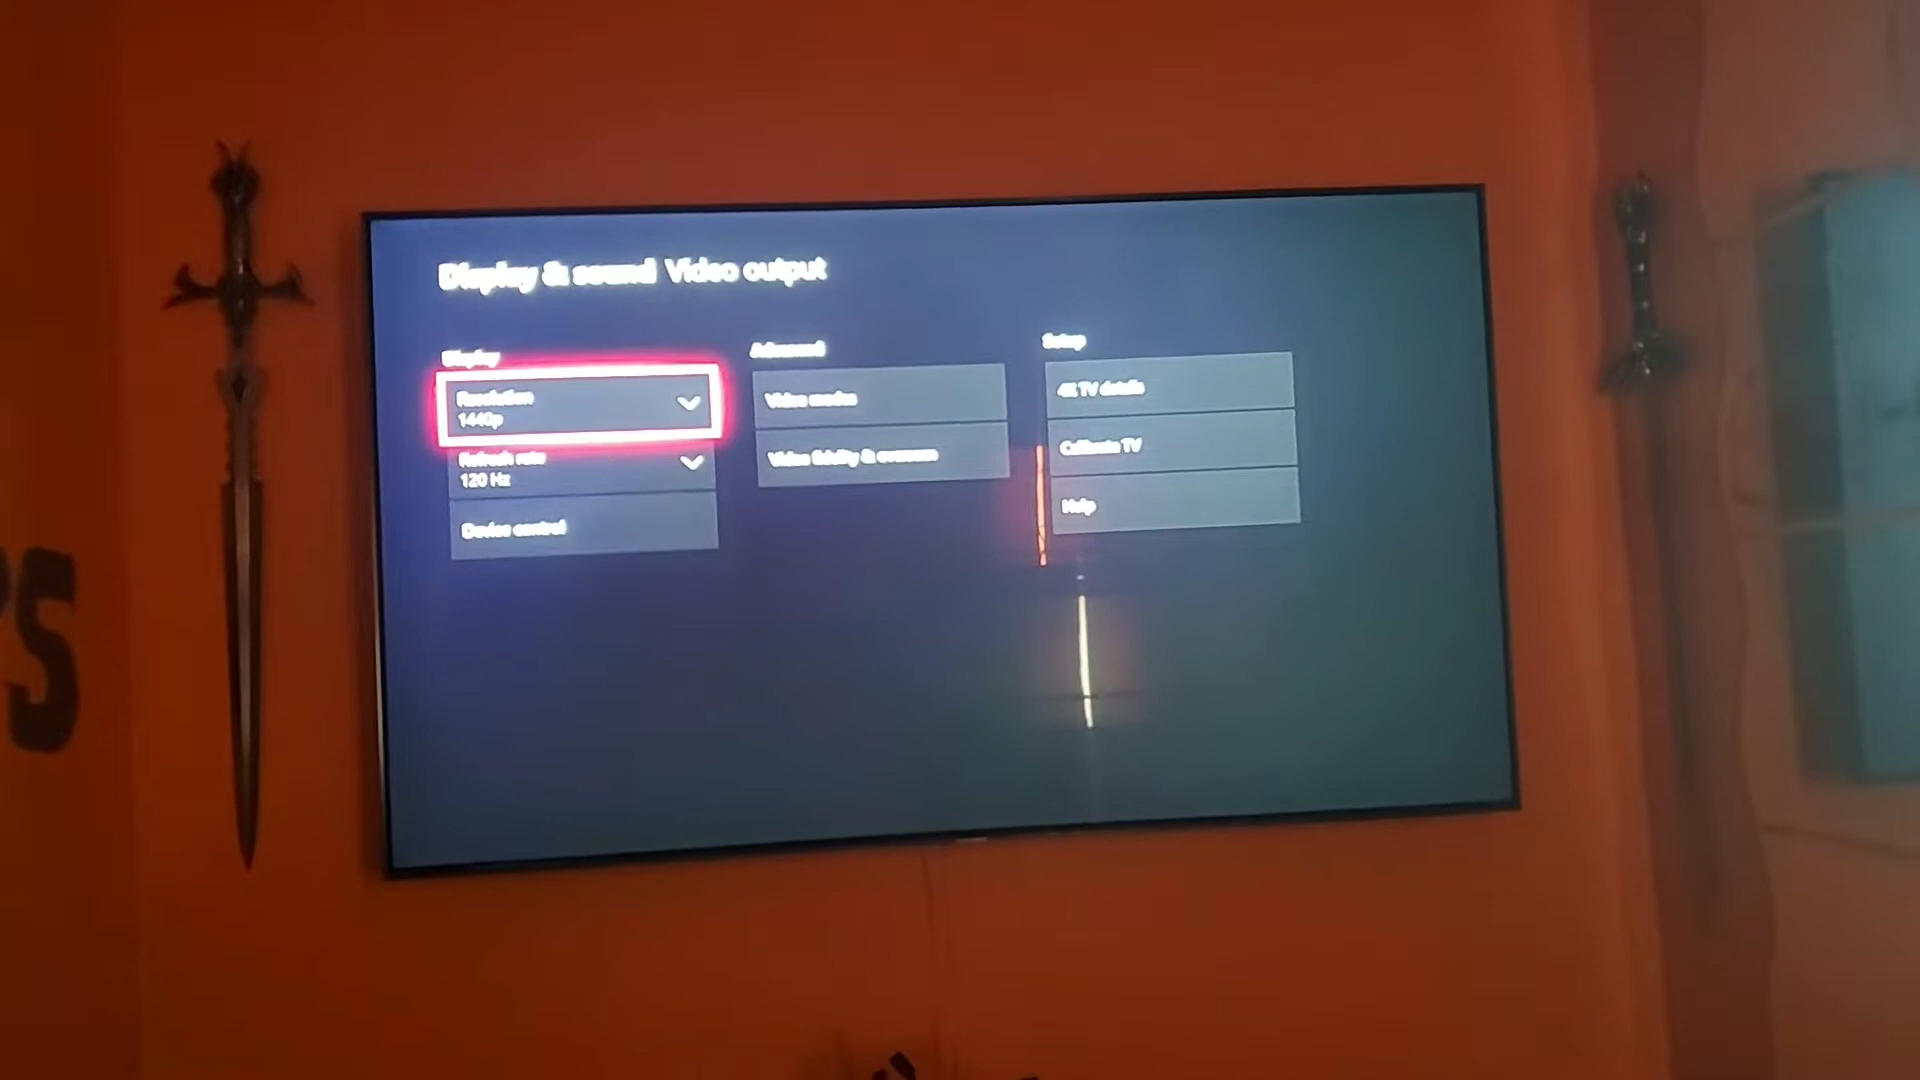 Display & sound Video output
Display
Resolution
1440p
Refresh rate
120 Hz
Device control
Advanced
Video modes
Video fidelity & overscan
Setup
4K TV details
Calibrate TV
Help
S